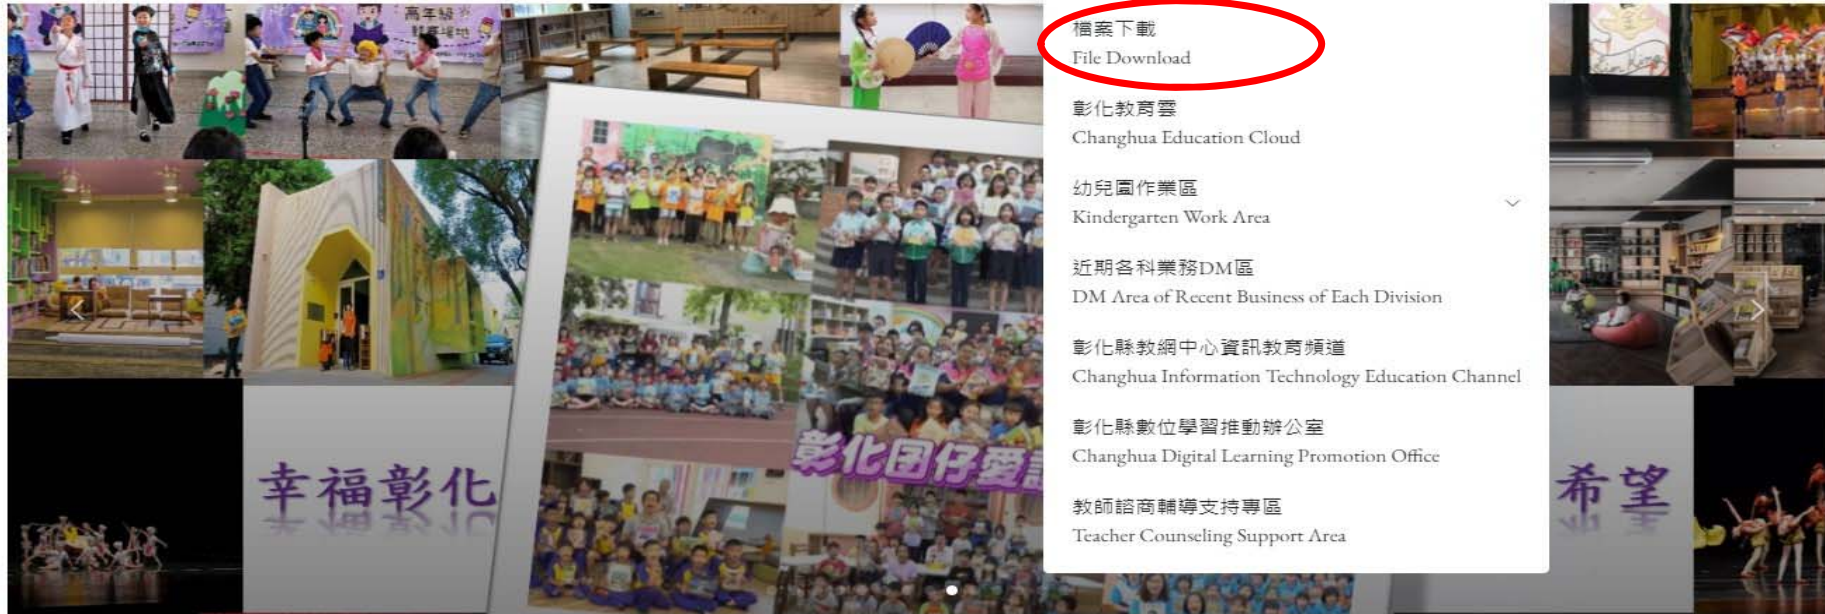 高年級
競賽場地
檔案下載
File Download
彰化教育雲
Changhua Education Cloud
幼兒園作業區
Kindergarten Work Area
近期各科業務DM區
DM Area of Recent Business of Each Division
彰化縣教網中心資訊教育頻道
Changhua Information Technology Education Channel
彰化縣數位學習推動辦公室
Changhua Digital Learning Promotion Office
教師諮商輔導支持專區
Teacher Counseling Support Area
幸福彰化
彰化囝仔愛
希望